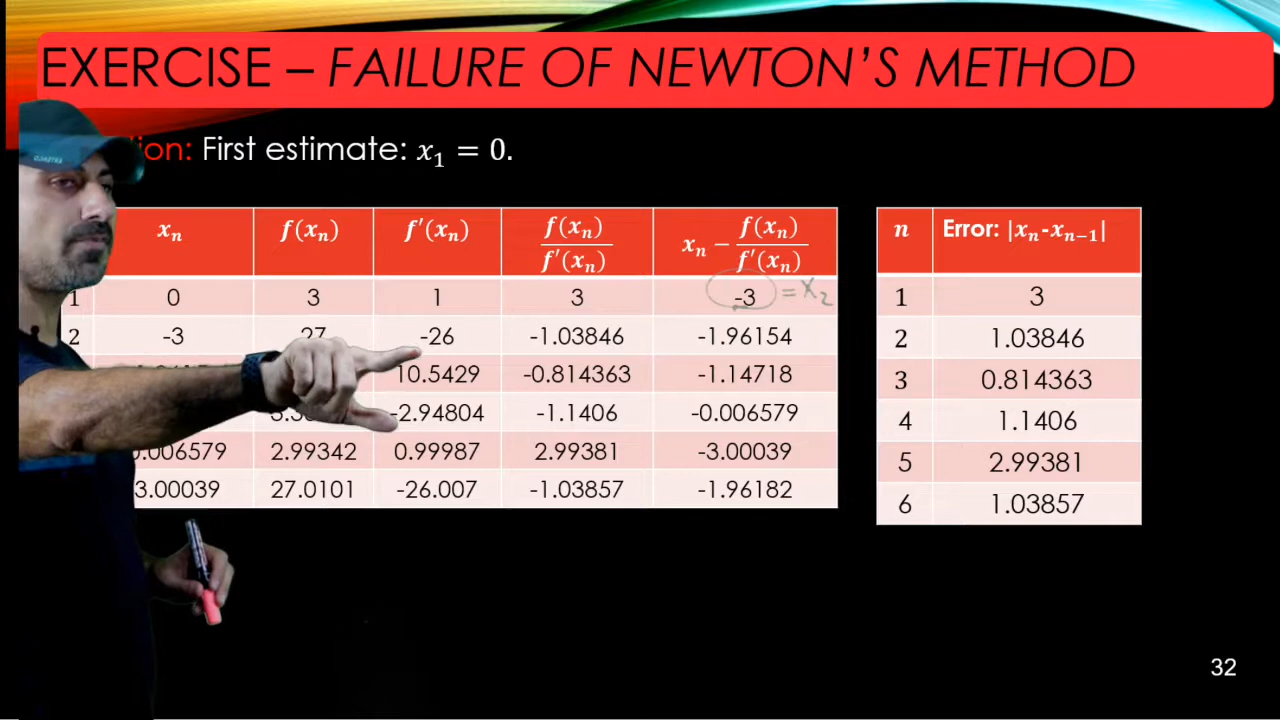 EXERCISE – FAILURE OF NEWTON'S METHOD
First estimate: x₁ = 0.
xₙ f(xₙ) f′(xₙ) f(xₙ)/f′(xₙ) xₙ − f(xₙ)/f′(xₙ)
1 0 3 1 3 -3 = x₂
2 -3 27 -26 -1.03846 -1.96154
10.5429 -0.814363 -1.14718
-2.94804 -1.1406 -0.006579
2.99342 0.99987 2.99381 -3.00039
3.00039 27.0101 -26.007 -1.03857 -1.96182
n Error: |xₙ-xₙ₋₁|
1 3
2 1.03846
3 0.814363
4 1.1406
5 2.99381
6 1.03857
32